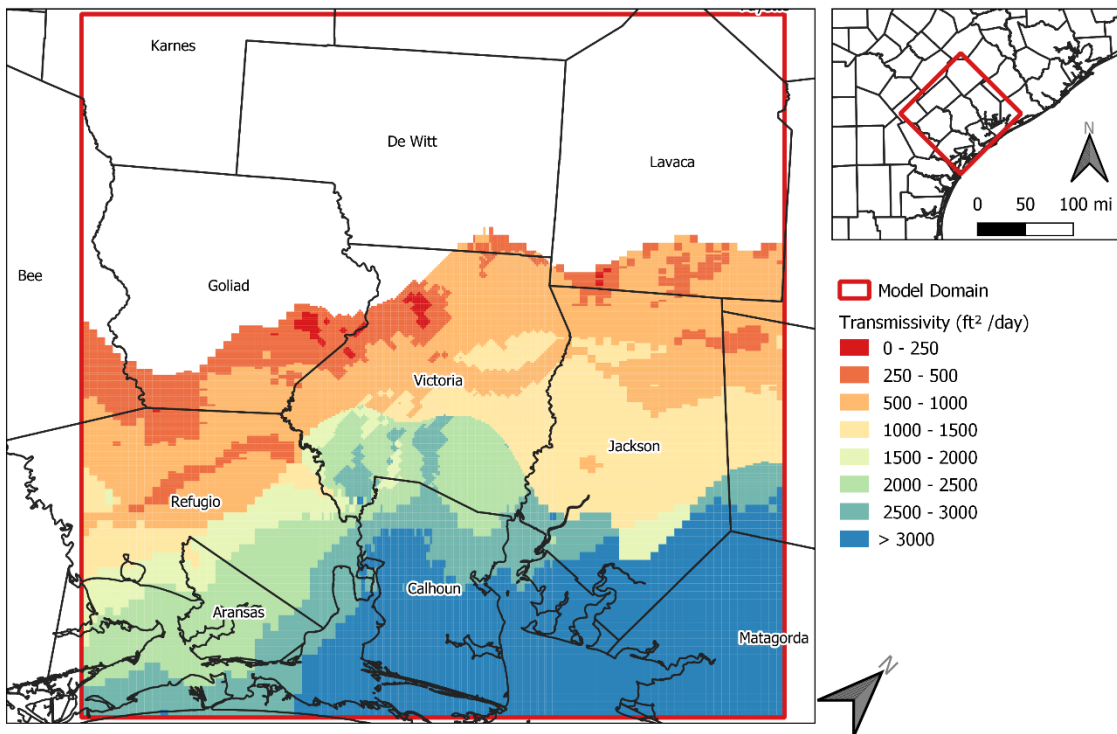 Karnes
De Witt
Lavaca
Bee
Goliad
Victoria
Jackson
Refugio
Calhoun
Aransas
Matagorda
N
N
0 50 100 mi
Model Domain
Transmissivity (ft² /day)
0 - 250
250 - 500
500 - 1000
1000 - 1500
1500 - 2000
2000 - 2500
2500 - 3000
> 3000